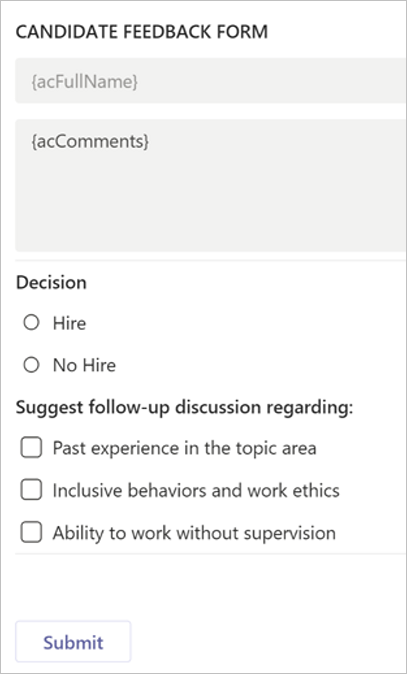 CANDIDATE FEEDBACK FORM
{acFullName}
{acComments}
Decision
Hire
No Hire
Suggest follow-up discussion regarding:
Past experience in the topic area
Inclusive behaviors and work ethics
Ability to work without supervision
Submit